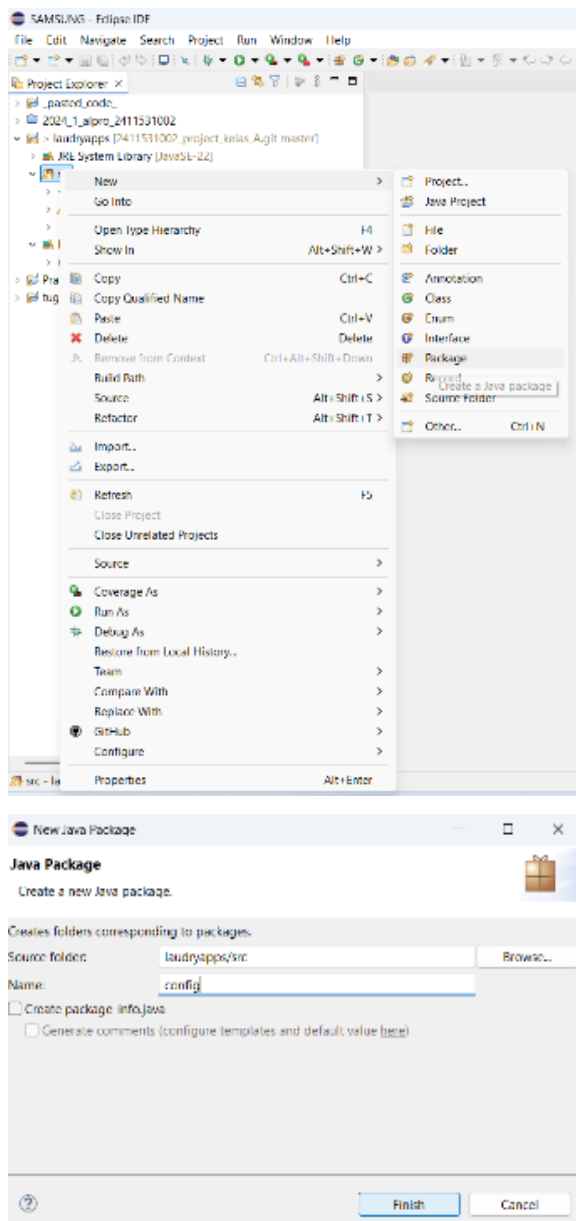 SAMSUNG - Eclipse IDE
File Edit Navigate Search Project Run Window Help
Project Explorer ×
_pasted_code_
2024_1_alpro_2411531002
> laudryapps [2411531002_project_kelas_A.git master]
JRE System Library [JavaSE-22]
New
Project...
Go Into
Java Project
Open Type Hierarchy F4
File
Show In Alt+Shift+W >
Folder
Copy Ctrl+C
Annotation
Pra
Copy Qualified Name
Class
tug
Paste Ctrl+V
Enum
Delete Delete
Interface
Remove from Context Ctrl+Alt+Shift+Down
Package
Build Path
Record
Create a Java package
Source Alt+Shift+S >
Source Folder
Refactor Alt+Shift+T >
Other... Ctrl+N
Import...
Export...
Refresh F5
Close Project
Close Unrelated Projects
Source
Coverage As
Run As
Debug As
Restore from Local History...
Team
Compare With
Replace With
GitHub
Configure
src - la
Properties Alt+Enter
New Java Package
Java Package
Create a new Java package.
Creates folders corresponding to packages.
Source folder: laudryapps/src Browse...
Name: config
Create package-info.java
Generate comments (configure templates and default value here)
Finish Cancel